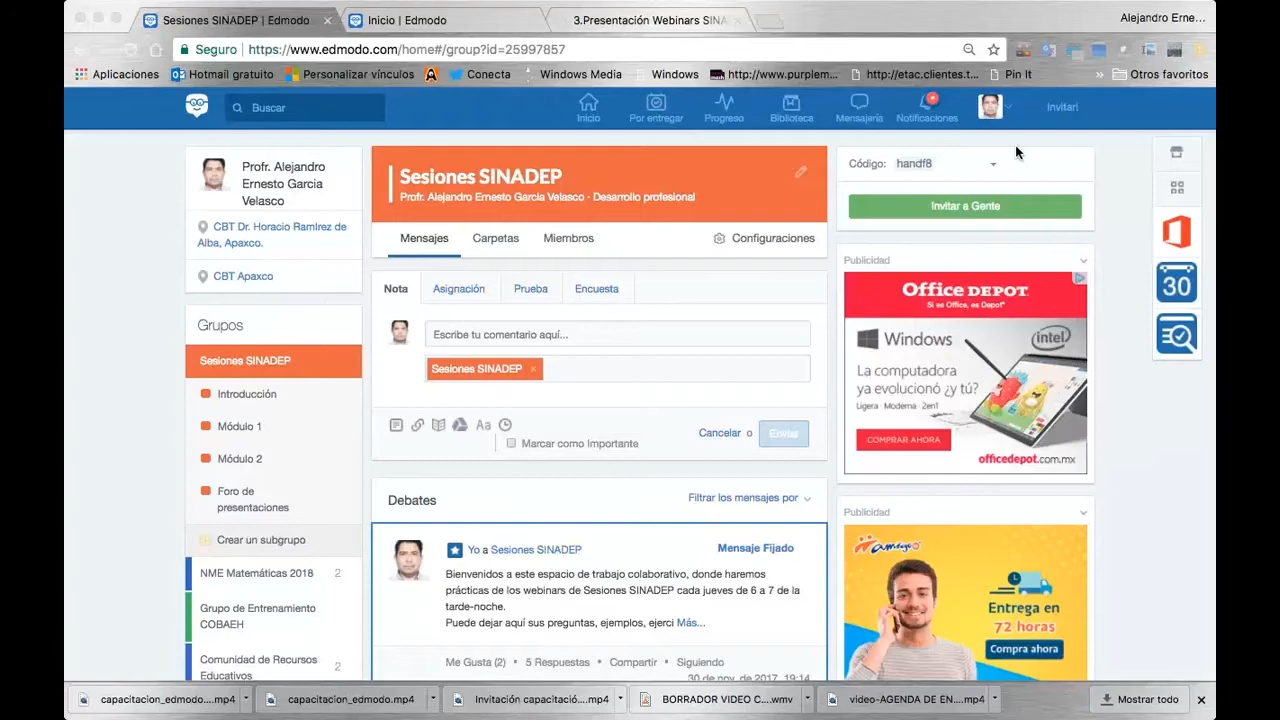 Sesiones SINADEP | Edmodo
Inicio | Edmodo
3.Presentación Webinars SINA
Alejandro Erne...
Seguro
https://www.edmodo.com/home#/group?id=25997857
Aplicaciones
Hotmail gratuito
Personalizar vínculos
Conecta
Windows Media
Windows
http://www.purplem...
http://etac.clientes.t...
Pin It
»
Otros favoritos
Buscar
Inicio
Por entregar
Progreso
Biblioteca
Mensajería
Notificaciones
Invitar!
Profr. Alejandro
Ernesto Garcia
Velasco
CBT Dr. Horacio Ramírez de
Alba, Apaxco.
CBT Apaxco
Grupos
Sesiones SINADEP
Introducción
Módulo 1
Módulo 2
Foro de
presentaciones
Crear un subgrupo
NME Matemáticas 2018 2
Grupo de Entrenamiento
COBAEH
Comunidad de Recursos
Educativos 2
Sesiones SINADEP
Profr. Alejandro Ernesto Garcia Velasco · Desarrollo profesional
Mensajes Carpetas Miembros Configuraciones
Nota Asignación Prueba Encuesta
Escribe tu comentario aquí...
Sesiones SINADEP ×
Aa
Marcar como Importante
Cancelar o Enviar
Debates
Filtrar los mensajes por
Yo a Sesiones SINADEP
Mensaje Fijado
Bienvenidos a este espacio de trabajo colaborativo, donde haremos
prácticas de los webinars de Sesiones SINADEP cada jueves de 6 a 7 de la
tarde-noche.
Puede dejar aquí sus preguntas, ejemplos, ejerci Más...
Me Gusta (2) • 5 Respuestas • Compartir • Siguiendo
30 de nov. de 2017, 19:14
Código: handf8
Invitar a Gente
Publicidad
Office DEPOT
Si es Office, es Depot
Windows
intel
La computadora
ya evolucionó ¿y tú?
Ligera · Moderna · 2en1
COMPRAR AHORA
officedepot.com.mx
Publicidad
amigo
Entrega en
72 horas
Compra ahora
30
capacitacion_edmodo....mp4
capacitacion_edmodo.mp4
Invitación capacitació....mp4
BORRADOR VIDEO C....wmv
video-AGENDA DE EN....mp4
Mostrar todo